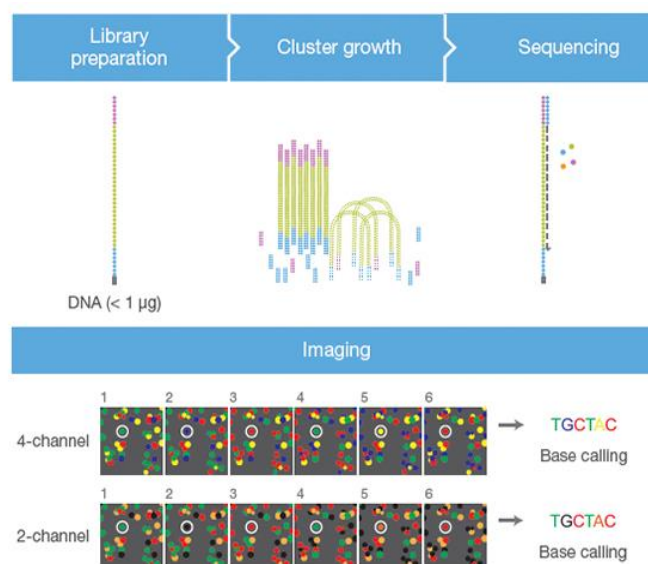 Library
preparation
Cluster growth
Sequencing
DNA (< 1 µg)
Imaging
1 2 3 4 5 6
4-channel
TGCTAC
Base calling
1 2 3 4 5 6
2-channel
TGCTAC
Base calling